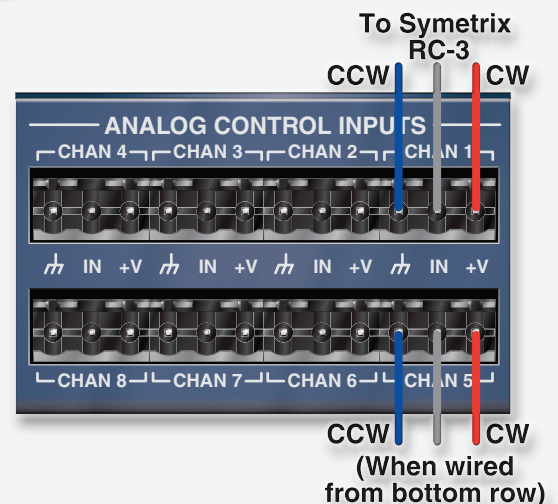 To Symetrix
RC-3
CCW CW
ANALOG CONTROL INPUTS
CHAN 4 CHAN 3 CHAN 2 CHAN 1
IN +V IN +V IN +V IN +V
CHAN 8 CHAN 7 CHAN 6 CHAN 5
CCW CW
(When wired
from bottom row)